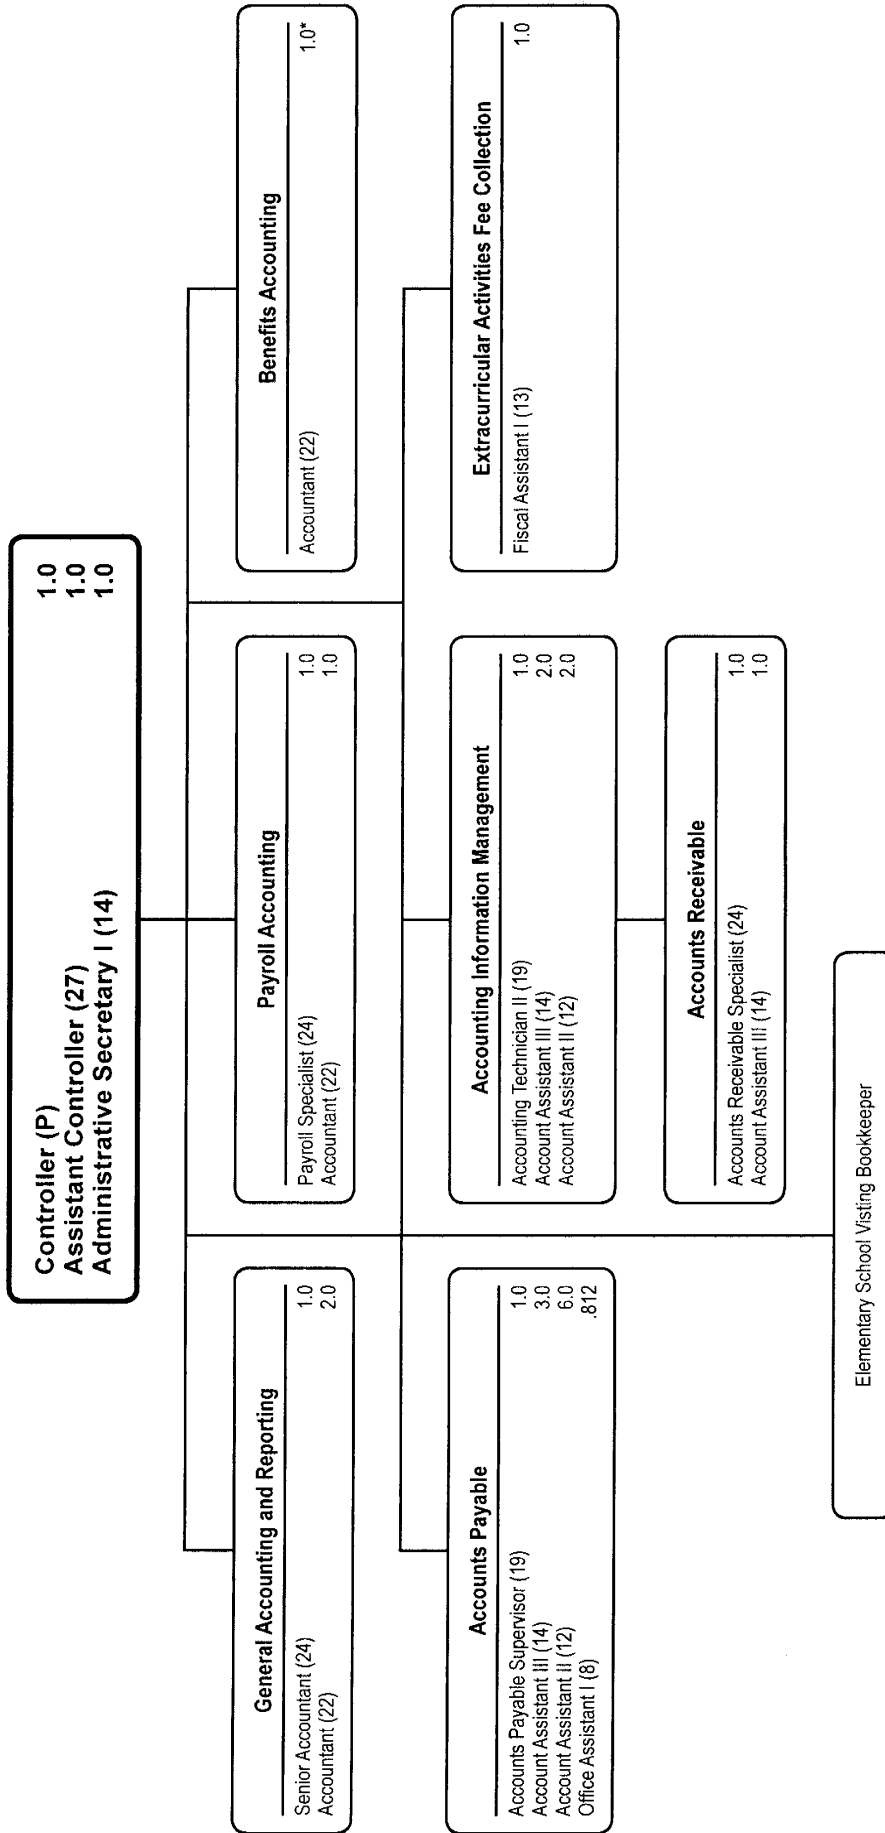 Controller (P) 1.0
Assistant Controller (27) 1.0
Administrative Secretary I (14) 1.0
General Accounting and Reporting
Senior Accountant (24) 1.0
Accountant (22) 2.0
Payroll Accounting
Payroll Specialist (24) 1.0
Accountant (22) 1.0
Benefits Accounting
Accountant (22) 1.0*
Accounts Payable
Accounts Payable Supervisor (19) 1.0
Account Assistant III (14) 3.0
Account Assistant II (12) 6.0
Office Assistant I (8) .812
Accounting Information Management
Accounting Technician II (19) 1.0
Account Assistant III (14) 2.0
Account Assistant II (12) 2.0
Extracurricular Activities Fee Collection
Fiscal Assistant I (13) 1.0
Accounts Receivable
Accounts Receivable Specialist (24) 1.0
Account Assistant III (14) 1.0
Elementary School Visting Bookkeeper